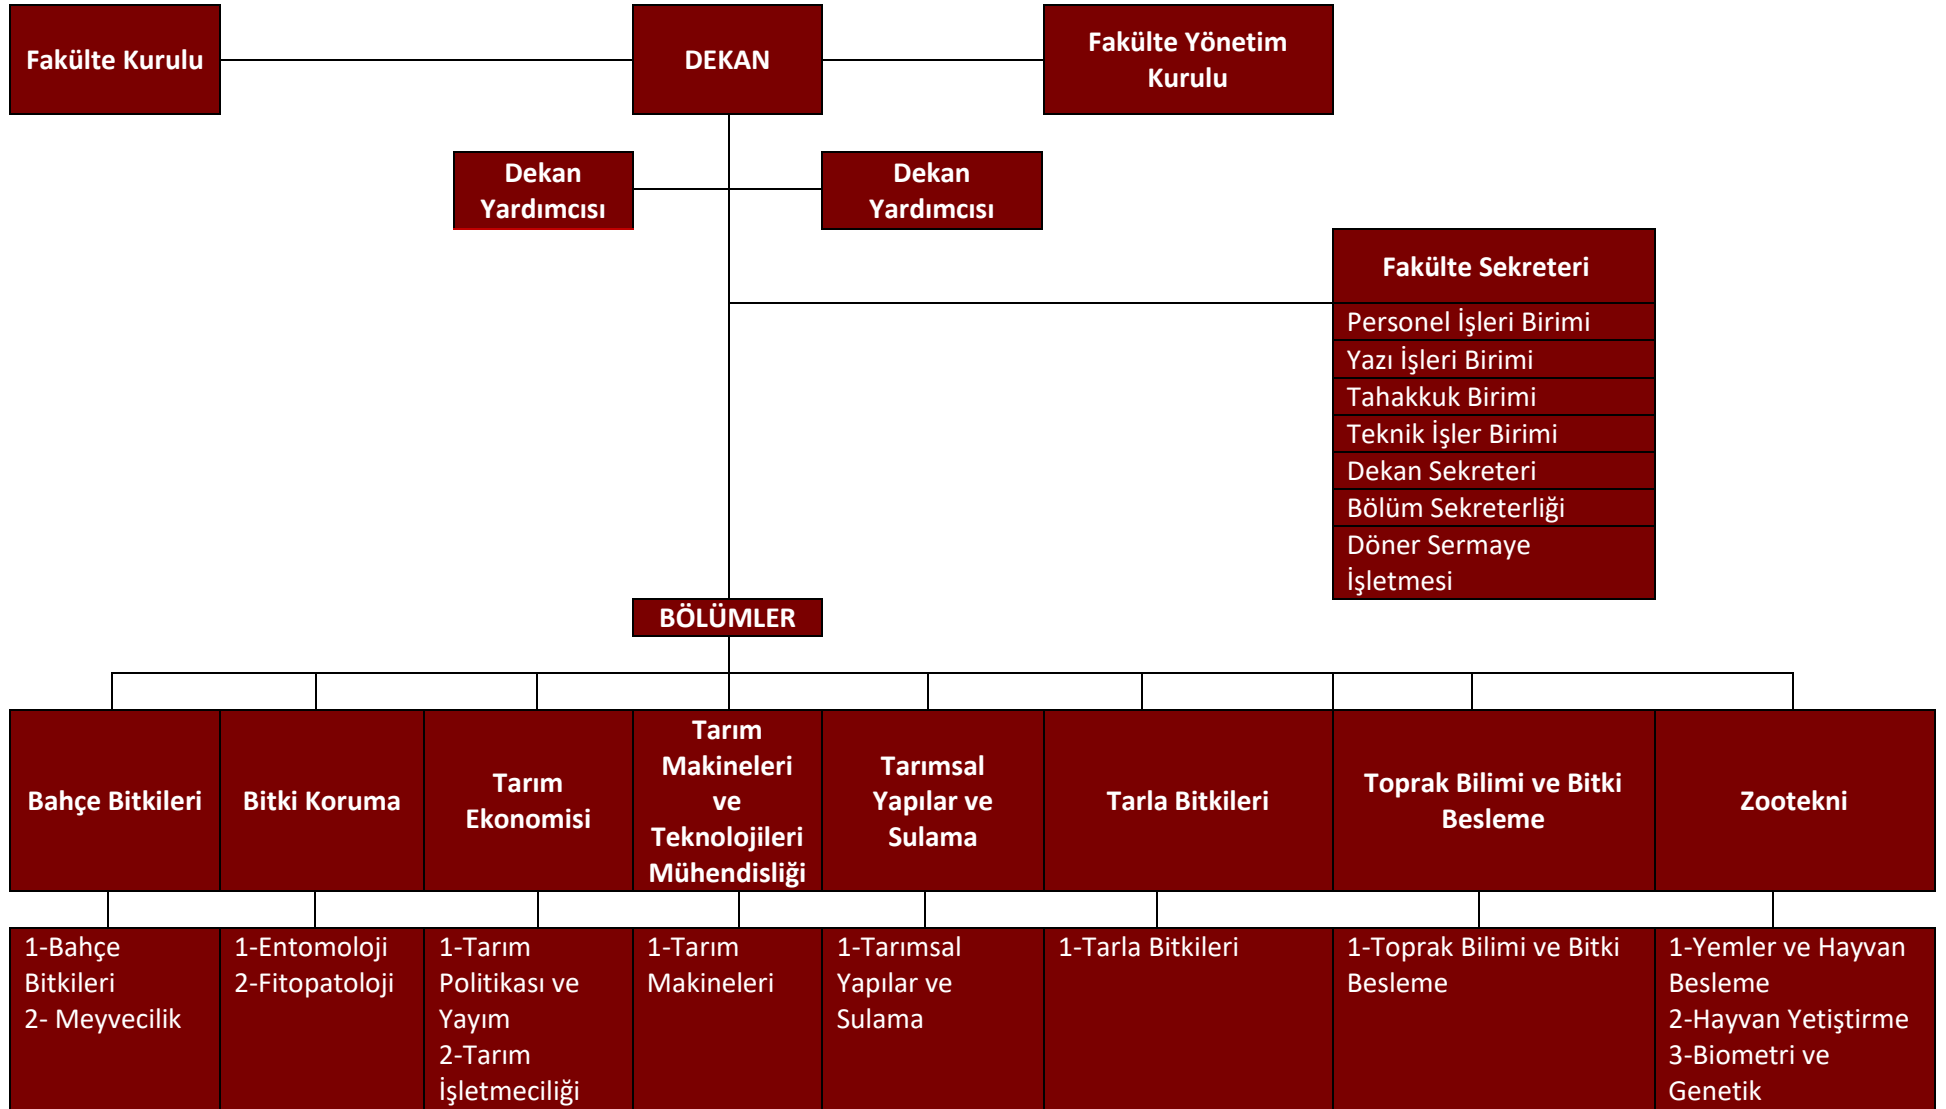 Fakülte Kurulu
DEKAN
Fakülte Yönetim
Kurulu
Dekan
Yardımcısı
Dekan
Yardımcısı
Fakülte Sekreteri
Personel İşleri Birimi
Yazı İşleri Birimi
Tahakkuk Birimi
Teknik İşler Birimi
Dekan Sekreteri
Bölüm Sekreterliği
Döner Sermaye
İşletmesi
BÖLÜMLER
Bahçe Bitkileri
Bitki Koruma
Tarım
Ekonomisi
Tarım
Makineleri
ve
Teknolojileri
Mühendisliği
Tarımsal
Yapılar ve
Sulama
Tarla Bitkileri
Toprak Bilimi ve Bitki
Besleme
Zootekni
1-Bahçe
Bitkileri
2- Meyvecilik
1-Entomoloji
2-Fitopatoloji
1-Tarım
Politikası ve
Yayım
2-Tarım
İşletmeciliği
1-Tarım
Makineleri
1-Tarımsal
Yapılar ve
Sulama
1-Tarla Bitkileri
1-Toprak Bilimi ve Bitki
Besleme
1-Yemler ve Hayvan
Besleme
2-Hayvan Yetiştirme
3-Biometri ve
Genetik